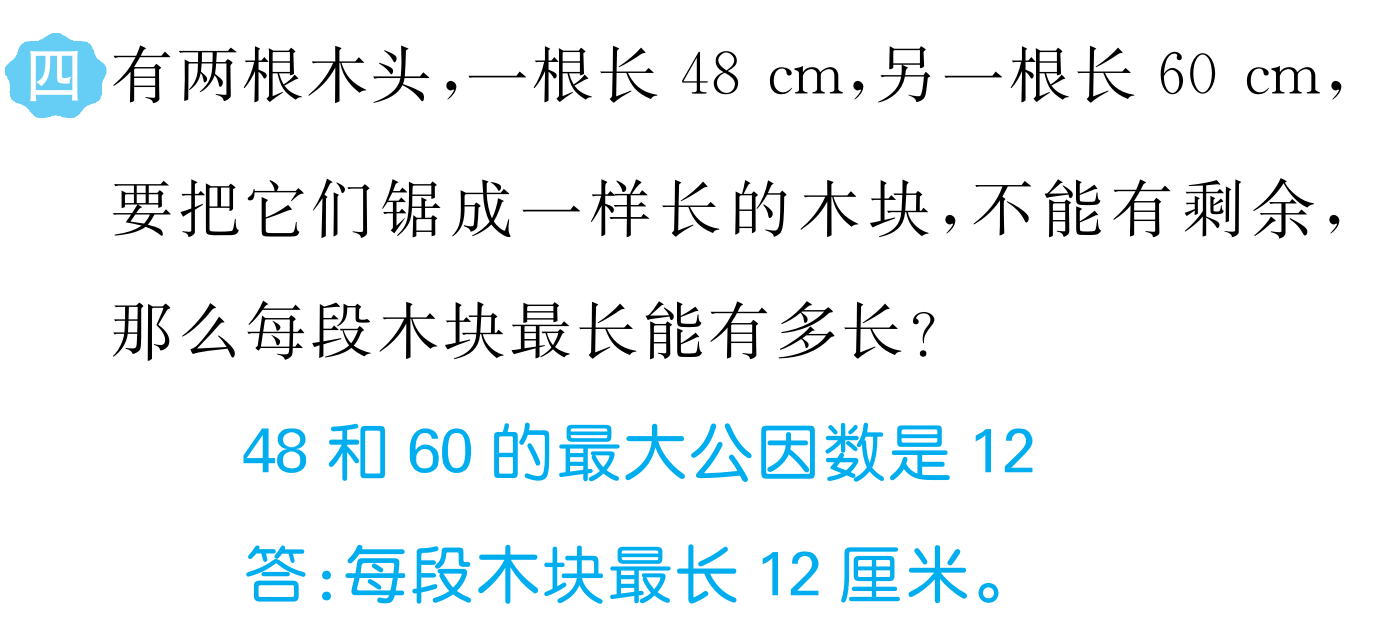 四 有两根木头,一根长 48 cm,另一根长 60 cm,
要把它们锯成一样长的木块,不能有剩余,
那么每段木块最长能有多长?
48 和 60 的最大公因数是 12
答:每段木块最长 12 厘米。